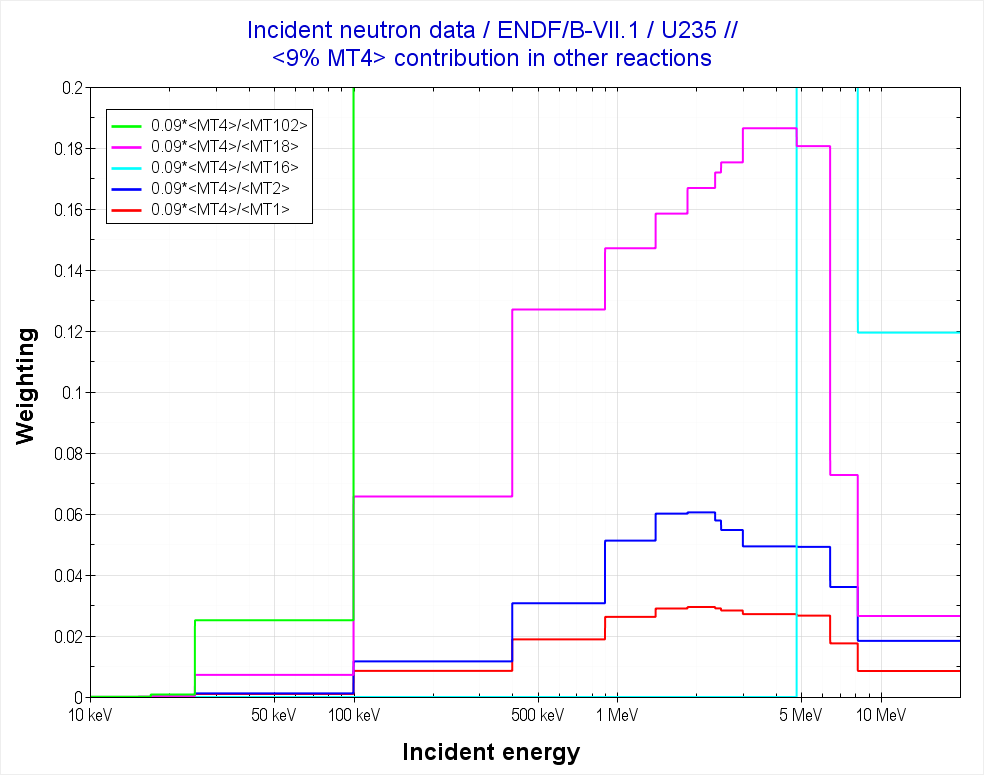 Incident neutron data / ENDF/B-VII.1 / U235 //
<9% MT4> contribution in other reactions
0.09*<MT4>/<MT102>
0.09*<MT4>/<MT18>
0.09*<MT4>/<MT16>
0.09*<MT4>/<MT2>
0.09*<MT4>/<MT1>
Weighting
0.2
0.18
0.16
0.14
0.12
0.1
0.08
0.06
0.04
0.02
0
10 keV 50 keV 100 keV 500 keV 1 MeV 5 MeV 10 MeV
Incident energy